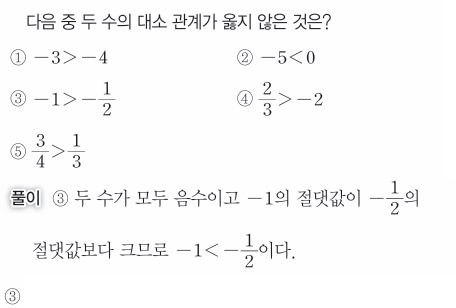 다음 중 두 수의 대소 관계가 옳지 않은 것은?
① −3>−4 ② −5<0
③ −1>−1/2 ④ 2/3>−2
⑤ 3/4>1/3
풀이 ③ 두 수가 모두 음수이고 −1의 절댓값이 −1/2의
절댓값보다 크므로 −1<−1/2이다.
③